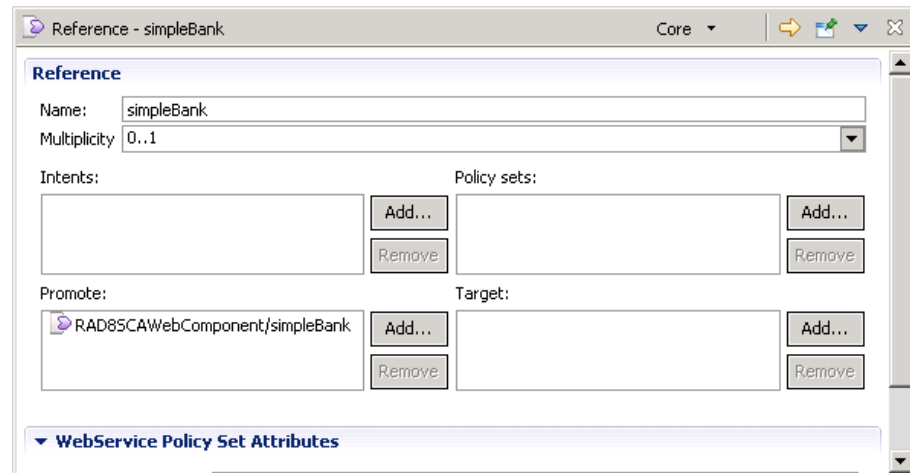 Reference - simpleBank Core
Reference
Name: simpleBank
Multiplicity 0..1
Intents: Policy sets:
Add... Add...
Remove Remove
Promote: Target:
RAD8SCAWebComponent/simpleBank Add... Add...
Remove Remove
WebService Policy Set Attributes